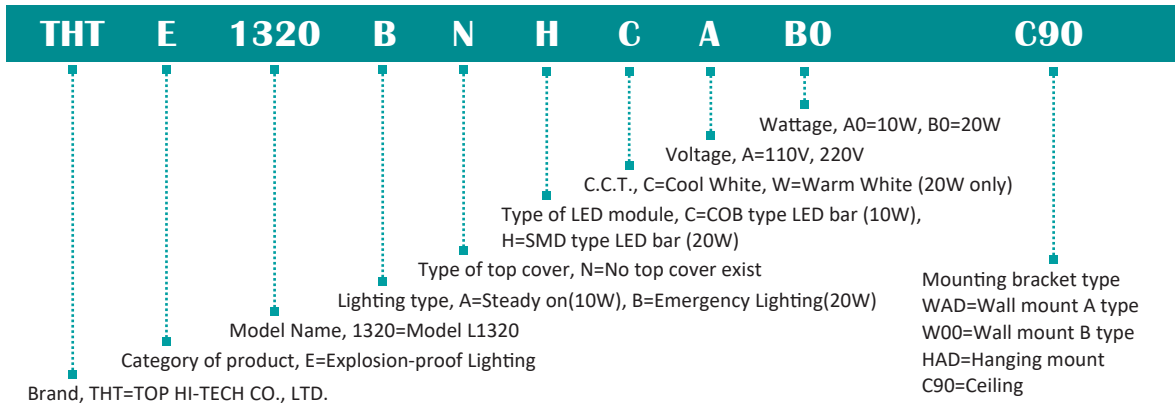 THT E 1320 B N H C A B0 C90
Wattage, A0=10W, B0=20W
Voltage, A=110V, 220V
C.C.T., C=Cool White, W=Warm White (20W only)
Type of LED module, C=COB type LED bar (10W),
H=SMD type LED bar (20W)
Type of top cover, N=No top cover exist
Lighting type, A=Steady on(10W), B=Emergency Lighting(20W)
Model Name, 1320=Model L1320
Category of product, E=Explosion-proof Lighting
Brand, THT=TOP HI-TECH CO., LTD.
Mounting bracket type
WAD=Wall mount A type
W00=Wall mount B type
HAD=Hanging mount
C90=Ceiling